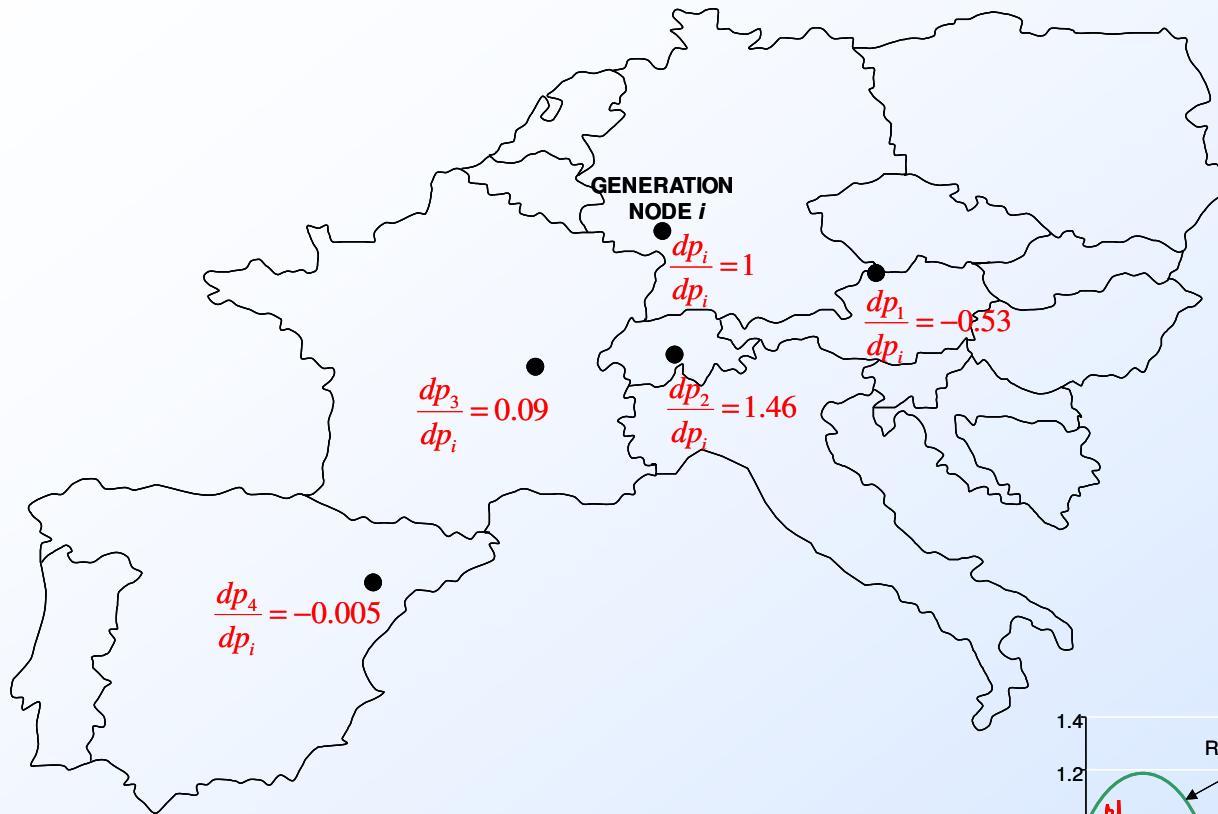 GENERATION
NODE i
dp_i/dp_i = 1
dp_1/dp_i = −0.53
dp_2/dp_i = 1.46
dp_3/dp_i = 0.09
dp_4/dp_i = −0.005
1.4
R
1.2